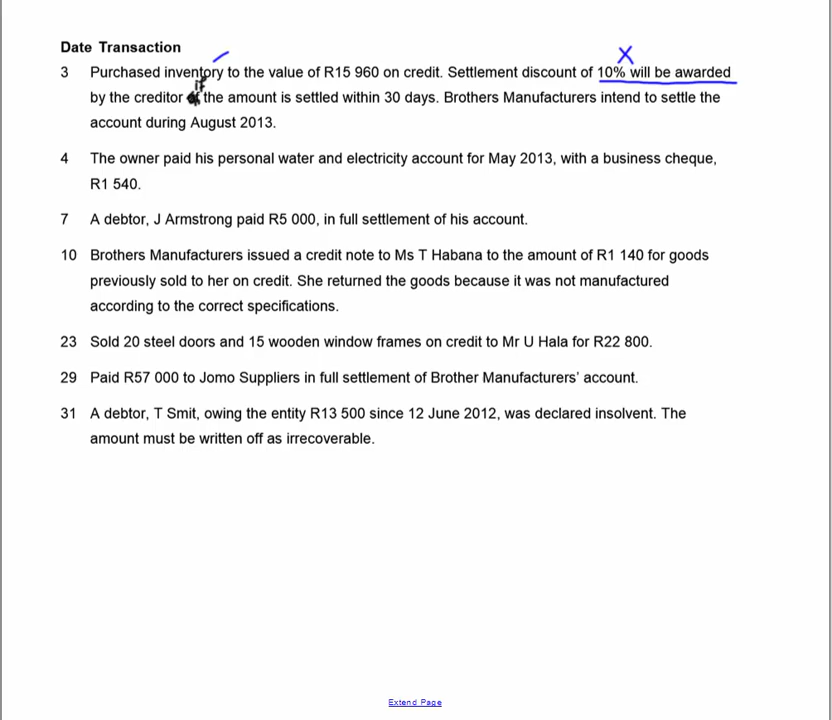 Date Transaction
3 Purchased inventory to the value of R15 960 on credit. Settlement discount of 10% will be awarded
by the creditor if the amount is settled within 30 days. Brothers Manufacturers intend to settle the
account during August 2013.
4 The owner paid his personal water and electricity account for May 2013, with a business cheque,
R1 540.
7 A debtor, J Armstrong paid R5 000, in full settlement of his account.
10 Brothers Manufacturers issued a credit note to Ms T Habana to the amount of R1 140 for goods
previously sold to her on credit. She returned the goods because it was not manufactured
according to the correct specifications.
23 Sold 20 steel doors and 15 wooden window frames on credit to Mr U Hala for R22 800.
29 Paid R57 000 to Jomo Suppliers in full settlement of Brother Manufacturers' account.
31 A debtor, T Smit, owing the entity R13 500 since 12 June 2012, was declared insolvent. The
amount must be written off as irrecoverable.
Extend Page